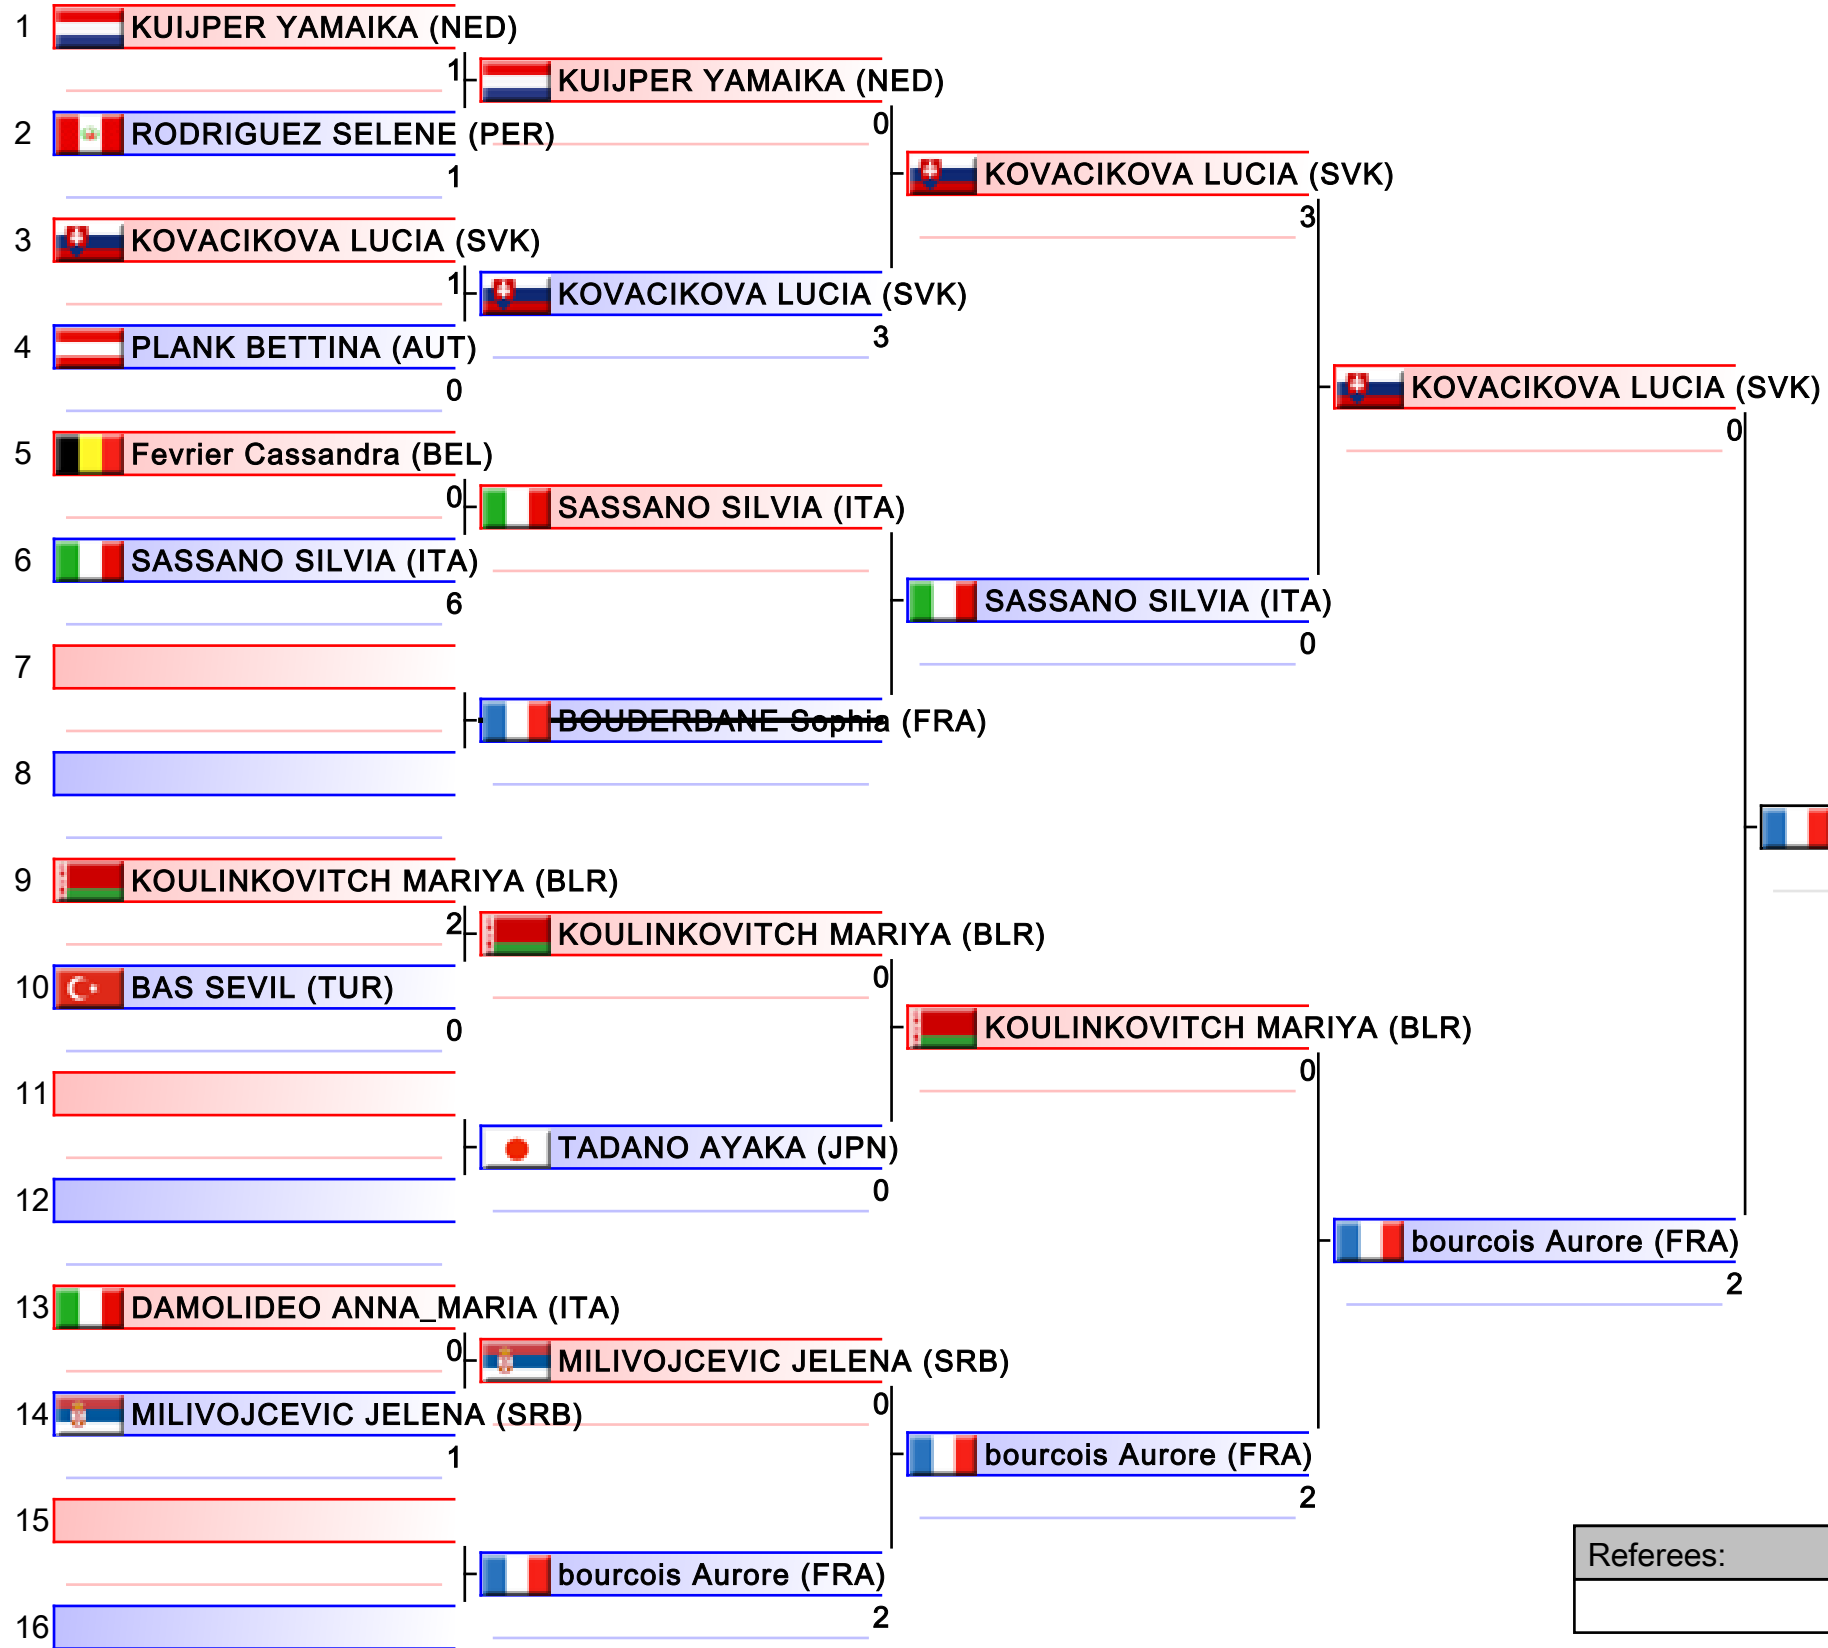 1 KUIJPER YAMAIKA (NED)
1 KUIJPER YAMAIKA (NED)
0
2 RODRIGUEZ SELENE (PER)
1 KOVACIKOVA LUCIA (SVK)
3
3 KOVACIKOVA LUCIA (SVK)
1 KOVACIKOVA LUCIA (SVK)
3
4 PLANK BETTINA (AUT)
0 KOVACIKOVA LUCIA (SVK)
0
5 Fevrier Cassandra (BEL)
0 SASSANO SILVIA (ITA)
6 SASSANO SILVIA (ITA)
6 SASSANO SILVIA (ITA)
0
7
BOUDERBANE Sophia (FRA)
8
9 KOULINKOVITCH MARIYA (BLR)
2 KOULINKOVITCH MARIYA (BLR)
0
10 BAS SEVIL (TUR)
0 KOULINKOVITCH MARIYA (BLR)
0
11
TADANO AYAKA (JPN)
0
12
bourcois Aurore (FRA)
2
13 DAMOLIDEO ANNA_MARIA (ITA)
0 MILIVOJCEVIC JELENA (SRB)
0
14 MILIVOJCEVIC JELENA (SRB)
1 bourcois Aurore (FRA)
2
15
Referees:
bourcois Aurore (FRA)
2
16